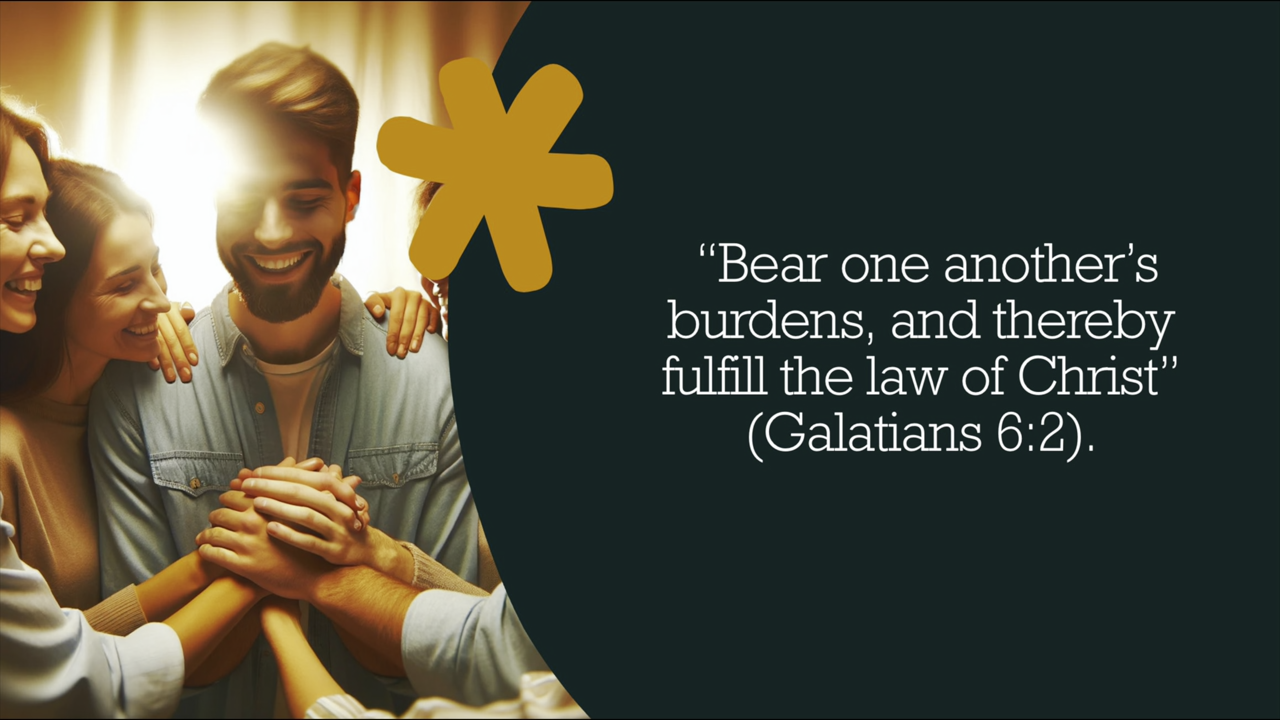 “Bear one another’s
burdens, and thereby
fulfill the law of Christ”
(Galatians 6:2).